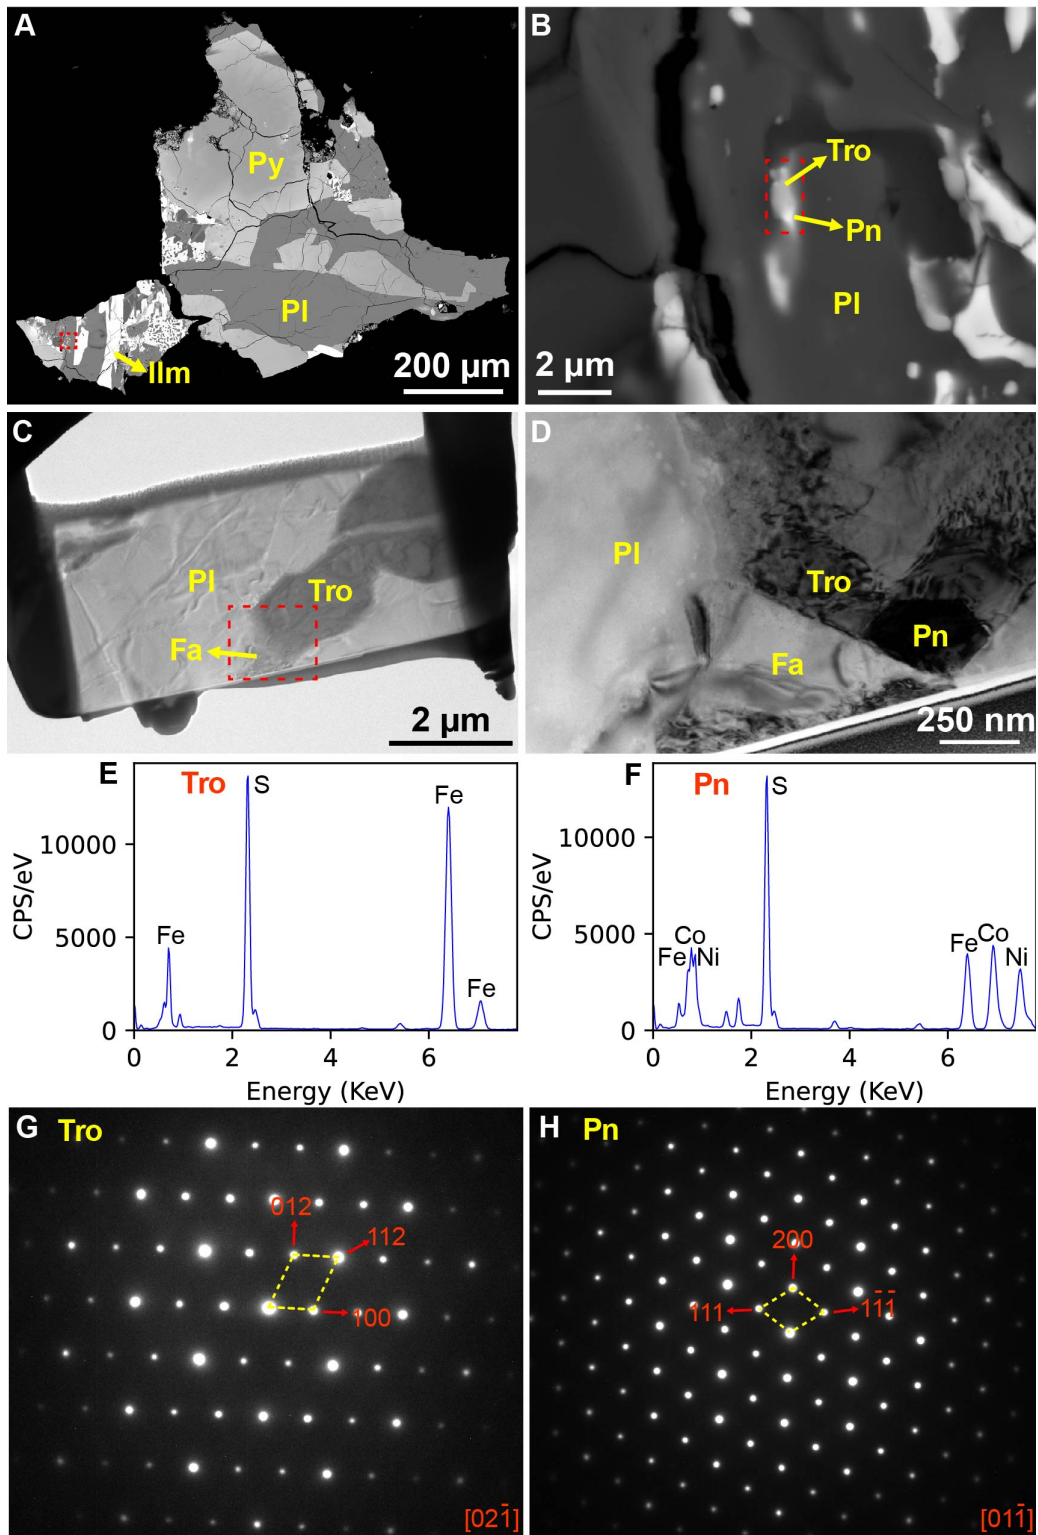 A
Py
Pl
Ilm
200 µm
B
Tro
Pn
Pl
2 µm
C
Pl
Tro
Fa
2 µm
D
Pl
Tro
Pn
Fa
250 nm
E
Tro
S
Fe
Fe
Fe
10000
5000
0
CPS/eV
0 2 4 6
Energy (KeV)
F
Pn
S
Co
Fe Ni
Fe Co Ni
10000
5000
0
CPS/eV
0 2 4 6
Energy (KeV)
G Tro
012
112
100
[021̅]
H Pn
200
111
11̅1̅
[011̅]